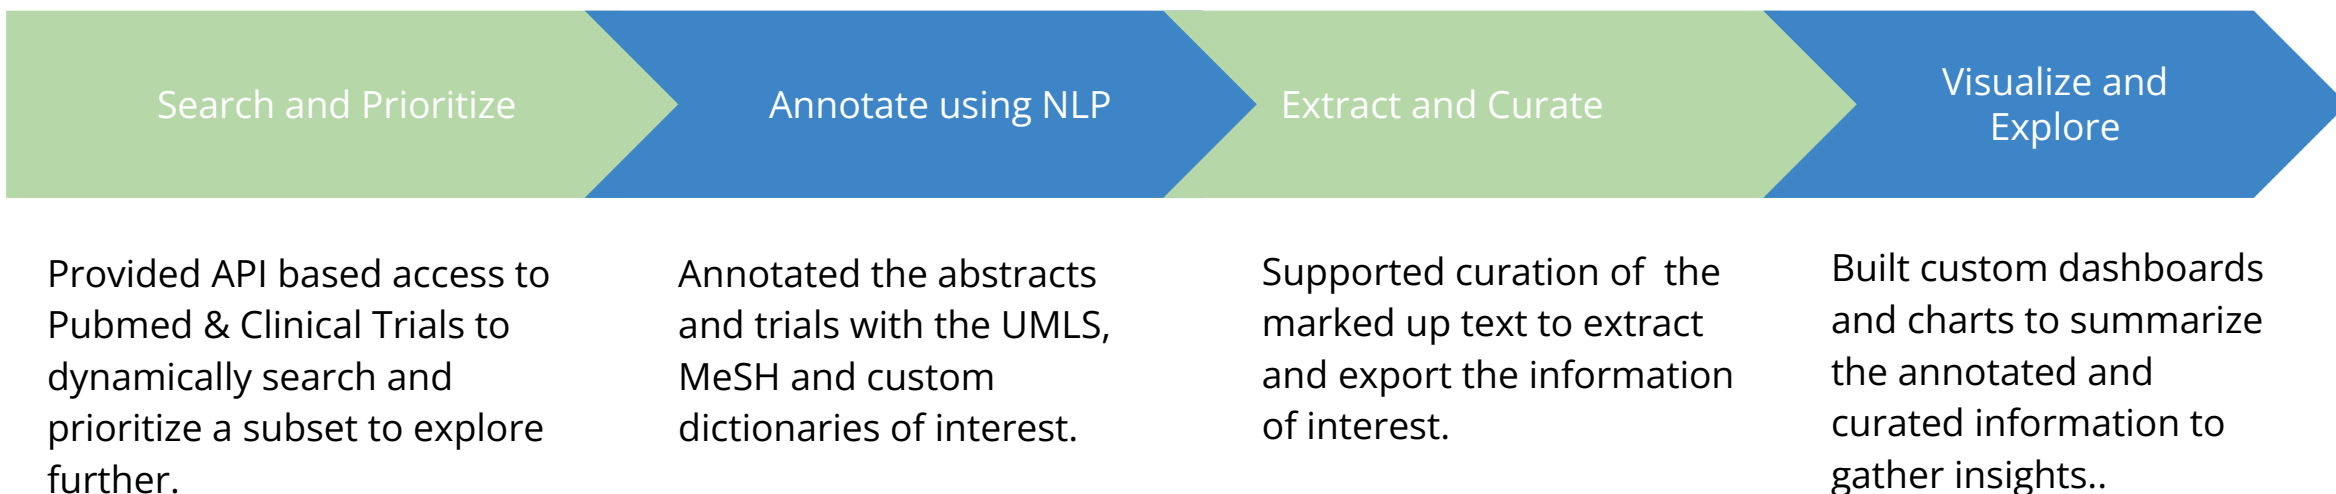 Search and Prioritize
Annotate using NLP
Extract and Curate
Visualize and
Explore
Provided API based access to
Pubmed & Clinical Trials to
dynamically search and
prioritize a subset to explore
further.
Annotated the abstracts
and trials with the UMLS,
MeSH and custom
dictionaries of interest.
Supported curation of  the
marked up text to extract
and export the information
of interest.
Built custom dashboards
and charts to summarize
the annotated and
curated information to
gather insights..